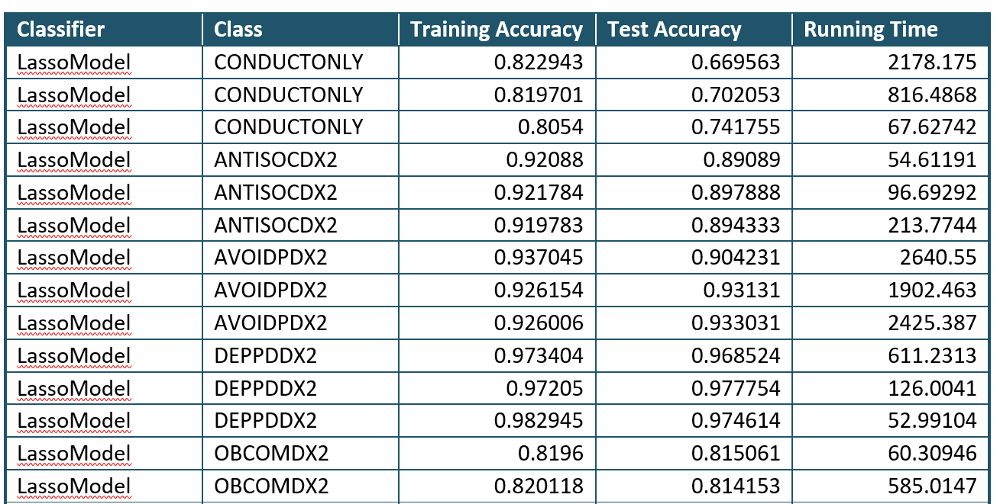 Classifier Class Training Accuracy Test Accuracy Running Time
LassoModel CONDUCTONLY 0.822943 0.669563 2178.175
LassoModel CONDUCTONLY 0.819701 0.702053 816.4868
LassoModel CONDUCTONLY 0.8054 0.741755 67.62742
LassoModel ANTISOCDX2 0.92088 0.89089 54.61191
LassoModel ANTISOCDX2 0.921784 0.897888 96.69292
LassoModel ANTISOCDX2 0.919783 0.894333 213.7744
LassoModel AVOIDPDX2 0.937045 0.904231 2640.55
LassoModel AVOIDPDX2 0.926154 0.93131 1902.463
LassoModel AVOIDPDX2 0.926006 0.933031 2425.387
LassoModel DEPPDDX2 0.973404 0.968524 611.2313
LassoModel DEPPDDX2 0.97205 0.977754 126.0041
LassoModel DEPPDDX2 0.982945 0.974614 52.99104
LassoModel OBCOMDX2 0.8196 0.815061 60.30946
LassoModel OBCOMDX2 0.820118 0.814153 585.0147